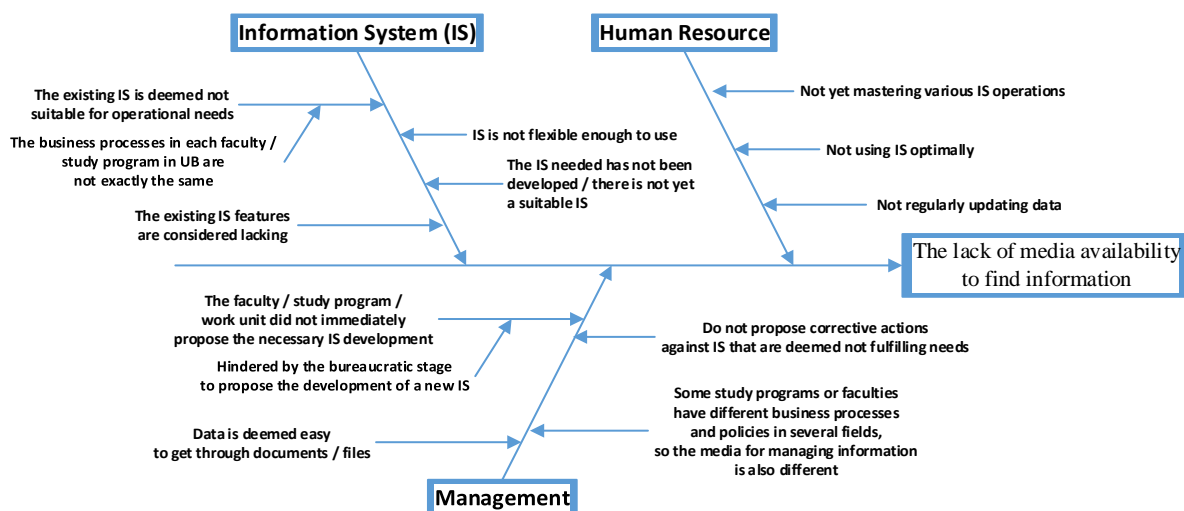 Information System (IS)
Human Resource
The existing IS is deemed not
suitable for operational needs
The business processes in each faculty /
study program in UB are
not exactly the same
IS is not flexible enough to use
The IS needed has not been
developed / there is not yet
a suitable IS
The existing IS features
are considered lacking
Not yet mastering various IS operations
Not using IS optimally
Not regularly updating data
The lack of media availability
to find information
The faculty / study program /
work unit did not immediately
propose the necessary IS development
Hindered by the bureaucratic stage
to propose the development of a new IS
Data is deemed easy
to get through documents / files
Do not propose corrective actions
against IS that are deemed not fulfilling needs
Some study programs or faculties
have different business processes
and policies in several fields,
so the media for managing information
is also different
Management